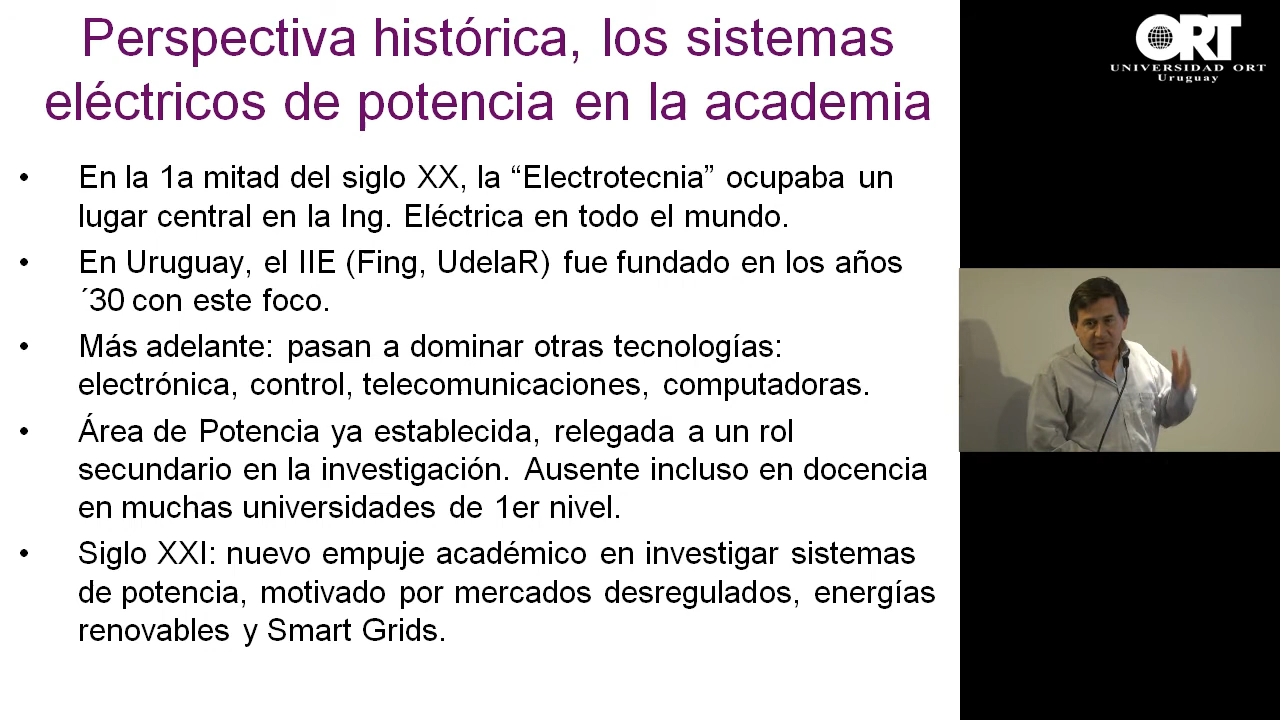 Perspectiva histórica, los sistemas
eléctricos de potencia en la academia
• En la 1a mitad del siglo XX, la “Electrotecnia” ocupaba un
lugar central en la Ing. Eléctrica en todo el mundo.
• En Uruguay, el IIE (Fing, UdelaR) fue fundado en los años
´30 con este foco.
• Más adelante: pasan a dominar otras tecnologías:
electrónica, control, telecomunicaciones, computadoras.
• Área de Potencia ya establecida, relegada a un rol
secundario en la investigación. Ausente incluso en docencia
en muchas universidades de 1er nivel.
• Siglo XXI: nuevo empuje académico en investigar sistemas
de potencia, motivado por mercados desregulados, energías
renovables y Smart Grids.
ORT
UNIVERSIDAD ORT
Uruguay